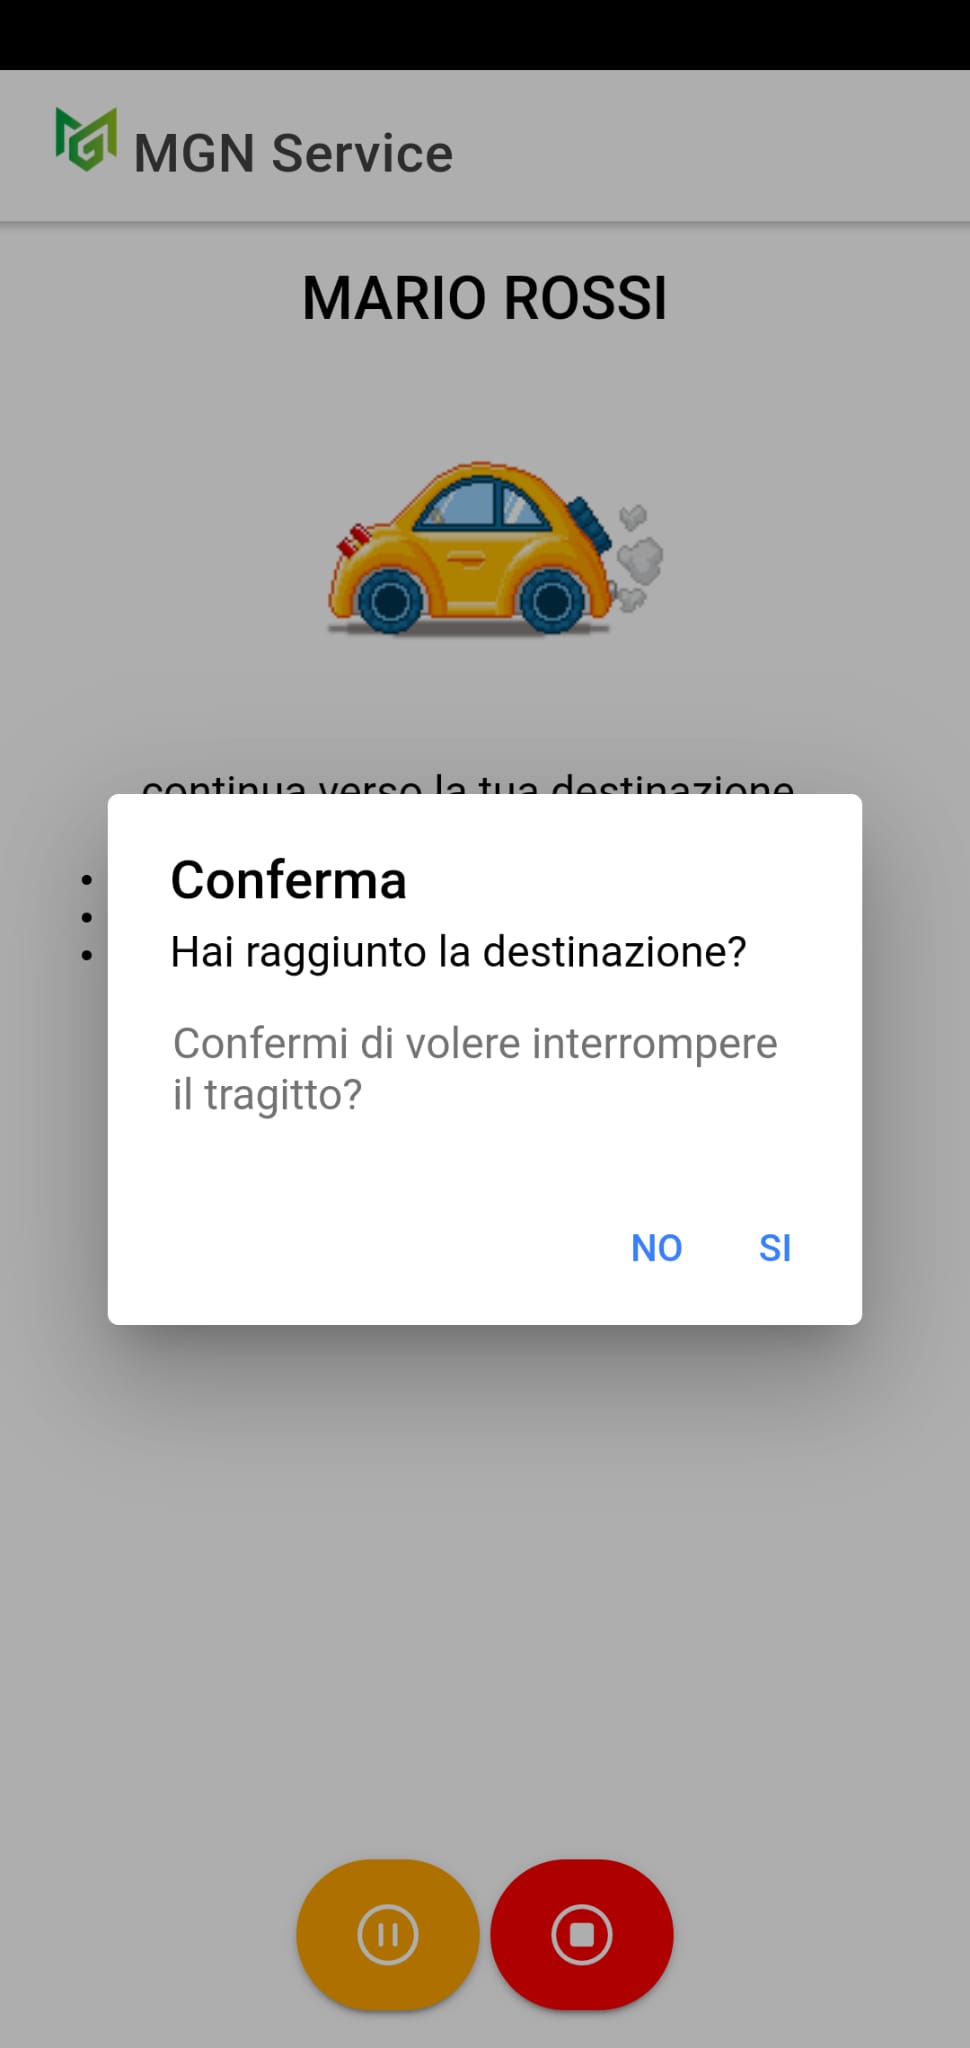 MGN Service
MARIO ROSSI
continua verso la tua destinazione
Conferma
Hai raggiunto la destinazione?
Confermi di volere interrompere
il tragitto?
NO SI